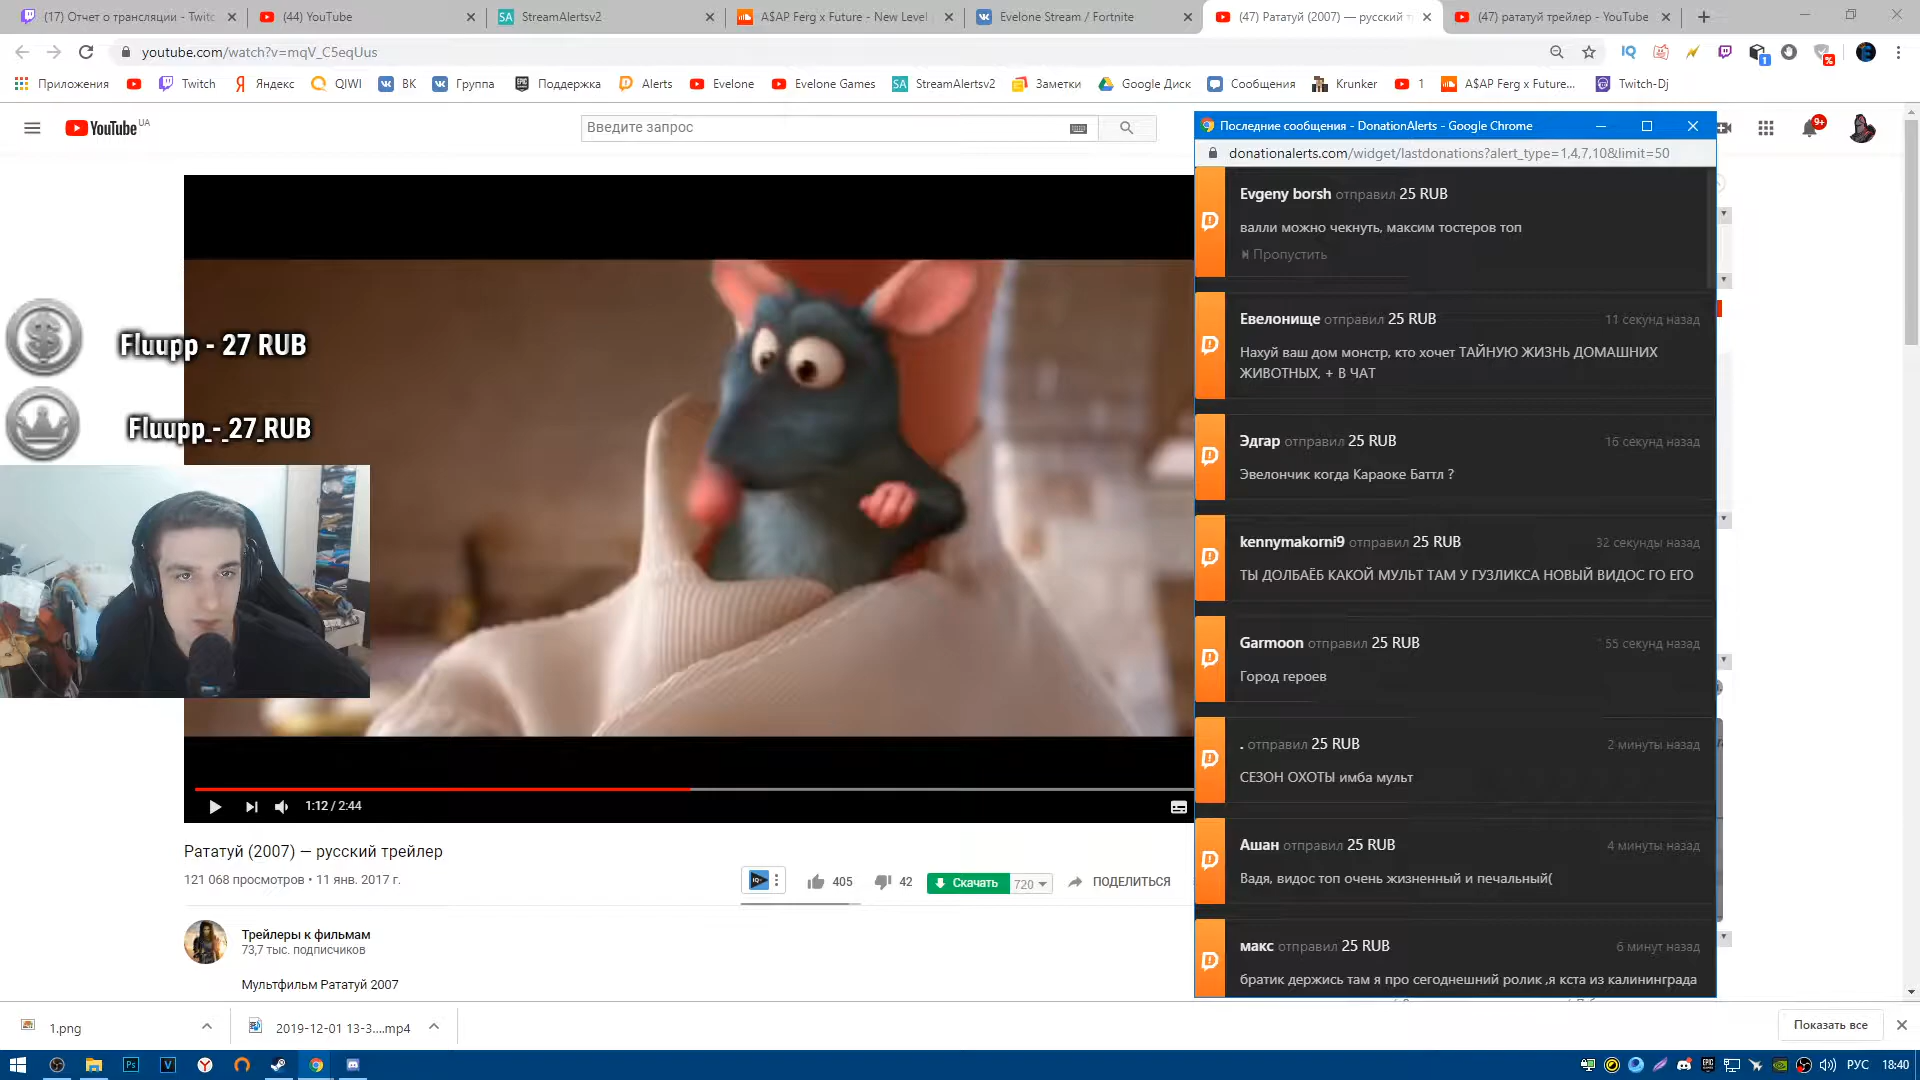 (17) Отчет о трансляции - Twitc
(44) YouTube
StreamAlertsv2
A$AP Ferg x Future - New Level
Evelone Stream / Fortnite
(47) Рататуй (2007) — русский т
(47) рататуй трейлер - YouTube
youtube.com/watch?v=mqV_C5eqUus
Приложения
Twitch
Яндекс
QIWI
ВК
Группа
Поддержка
Alerts
Evelone
Evelone Games
StreamAlertsv2
Заметки
Google Диск
Сообщения
Krunker
1
A$AP Ferg x Future...
Twitch-Dj
YouTube UA
Введите запрос
9+
Последние сообщения - DonationAlerts - Google Chrome
donationalerts.com/widget/lastdonations?alert_type=1,4,7,10&limit=50
Evgeny borsh отправил 25 RUB
валли можно чекнуть, максим тостеров топ
Пропустить
Евелонище отправил 25 RUB 11 секунд назад
Нахуй ваш дом монстр, кто хочет ТАЙНУЮ ЖИЗНЬ ДОМАШНИХ
ЖИВОТНЫХ, + В ЧАТ
Эдгар отправил 25 RUB 16 секунд назад
Эвелончик когда Караоке Баттл ?
kennymakorni9 отправил 25 RUB 32 секунды назад
ТЫ ДОЛБАЁБ КАКОЙ МУЛЬТ ТАМ У ГУЗЛИКСА НОВЫЙ ВИДОС ГО ЕГО
Garmoon отправил 25 RUB 55 секунд назад
Город героев
. отправил 25 RUB 2 минуты назад
СЕЗОН ОХОТЫ имба мульт
Ашан отправил 25 RUB 4 минуты назад
Вадя, видос топ очень жизненный и печальный(
макс отправил 25 RUB 6 минут назад
братик держись там я про сегоднешний ролик ,я кста из калининграда
Fluupp - 27 RUB
Fluupp - 27 RUB
1:12 / 2:44
Рататуй (2007) — русский трейлер
121 068 просмотров • 11 янв. 2017 г.
405
42
Скачать
720
ПОДЕЛИТЬСЯ
Трейлеры к фильмам
73,7 тыс. подписчиков
Мультфильм Рататуй 2007
1.png
2019-12-01 13-3....mp4
Показать все
РУС
18:40